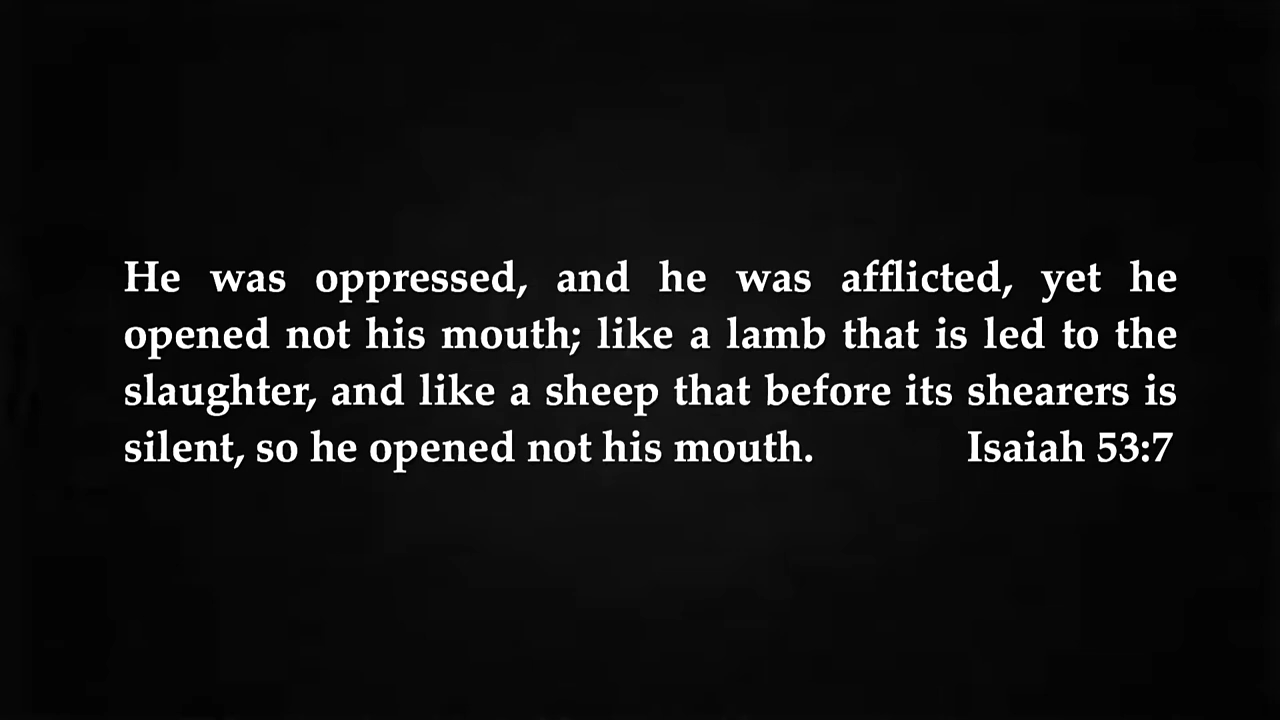 He was oppressed, and he was afflicted, yet he
opened not his mouth; like a lamb that is led to the
slaughter, and like a sheep that before its shearers is
silent, so he opened not his mouth. Isaiah 53:7